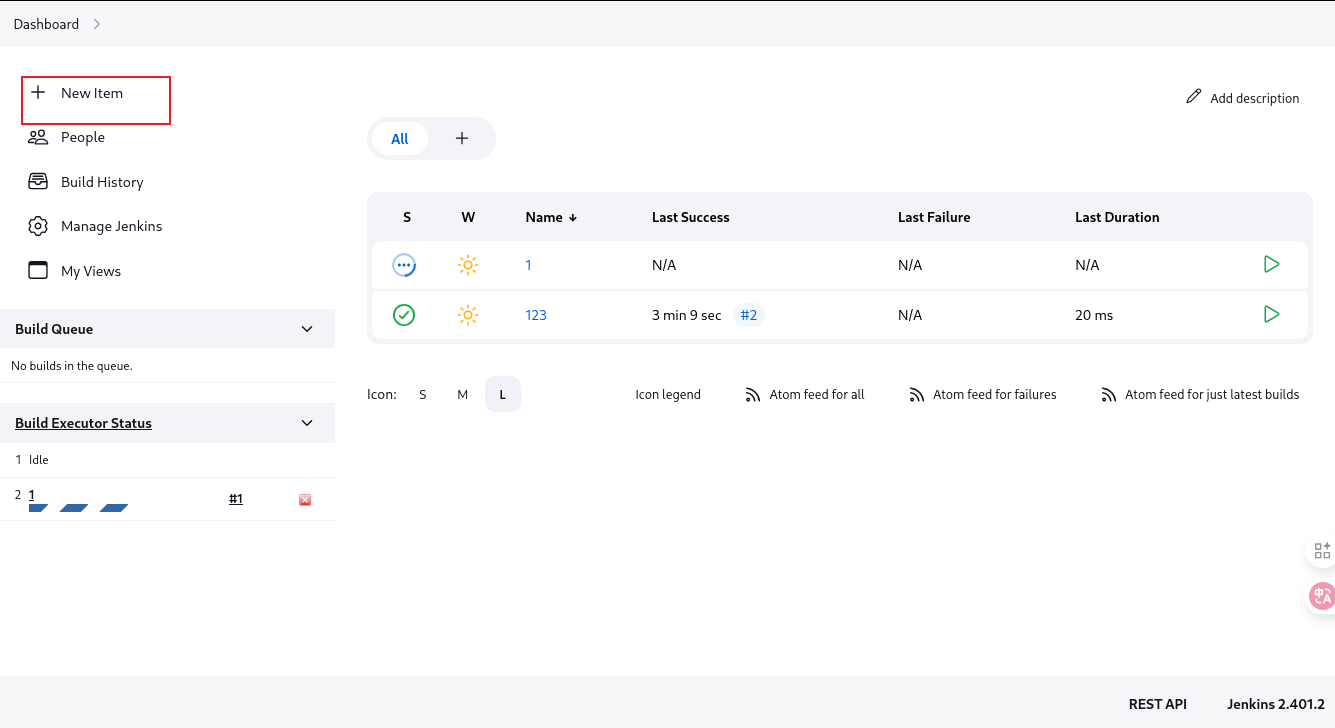 Dashboard
New Item
People
Build History
Manage Jenkins
My Views
Build Queue
No builds in the queue.
Build Executor Status
1 Idle
2 1 #1
Add description
All
S W Name ↓ Last Success Last Failure Last Duration
1 N/A N/A N/A
123 3 min 9 sec #2 N/A 20 ms
Icon: S M L Icon legend Atom feed for all Atom feed for failures Atom feed for just latest builds
中A
REST API Jenkins 2.401.2